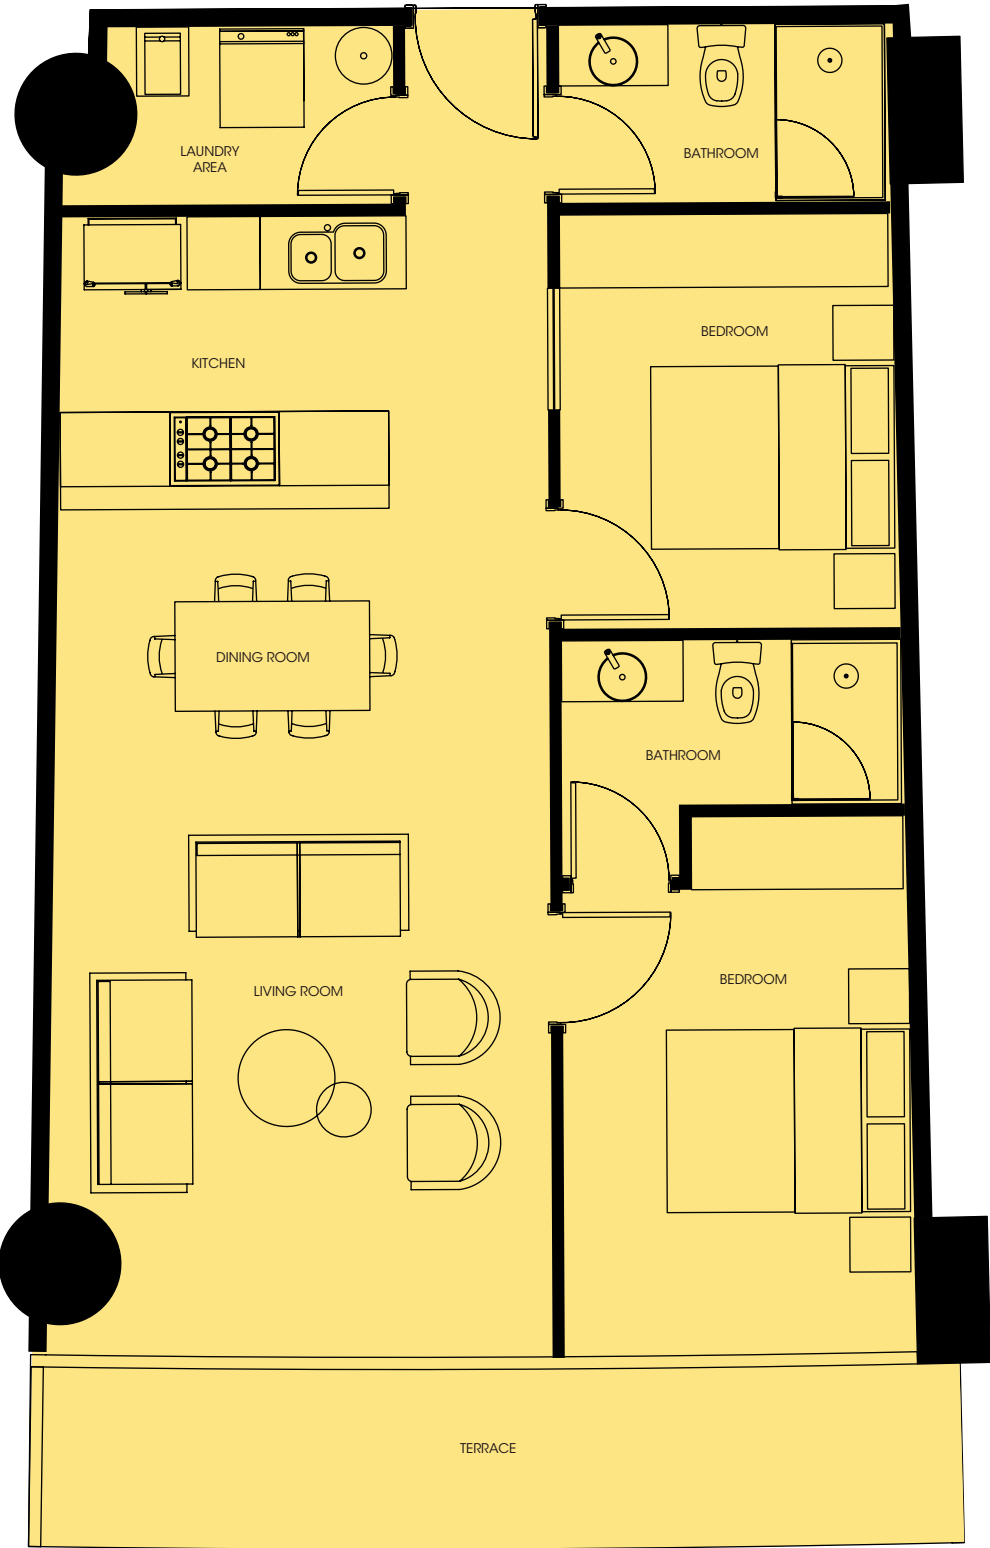 LAUNDRY
AREA
BATHROOM
BEDROOM
KITCHEN
DINING ROOM
BATHROOM
BEDROOM
LIVING ROOM
TERRACE